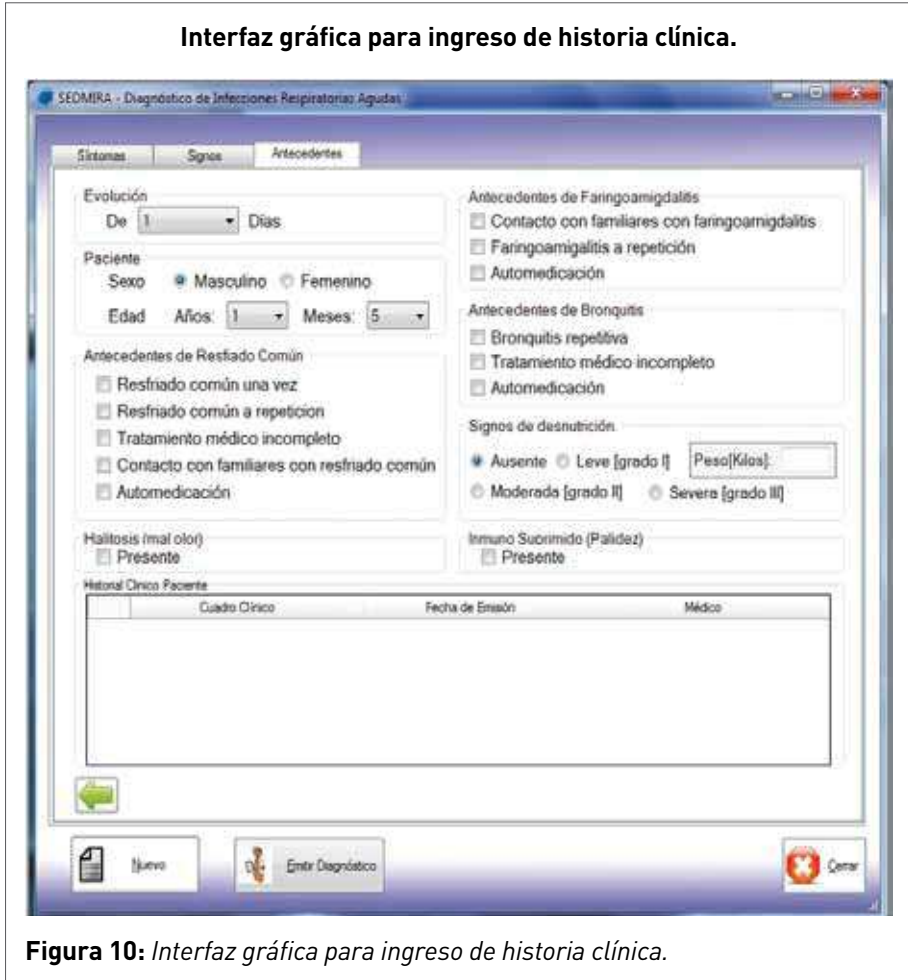 Interfaz gráfica para ingreso de historia clínica.
SEDMIRA - Diagnóstico de Infecciones Respiratorias Agudas
Síntomas Signos Antecedentes
Evolución
De 1 Días
Paciente
Sexo Masculino Femenino
Edad Años: 1 Meses: 5
Antecedentes de Resfiado Común
Resfriado común una vez
Resfriado común a repeticion
Tratamiento médico incompleto
Contacto con familiares con resfriado común
Automedicación
Halitosis (mal olor)
Presente
Antecedentes de Faringoamigdalitis
Contacto con familiares con faringoamigdalitis
Faringoamigalitis a repetición
Automedicación
Antecedentes de Bronquitis
Bronquitis repetitiva
Tratamiento médico incompleto
Automedicación
Signos de desnutrición.
Ausente Leve [grado I] Peso[Kilos]:
Moderada [grado II] Severa [grado III]
Inmuno Suprimido (Palidez)
Presente
Historial Clinico Paciente
Cuadro Clínico Fecha de Emisión Médico
Nuevo Emitir Diagnóstico Cerrar
Figura 10: Interfaz gráfica para ingreso de historia clínica.